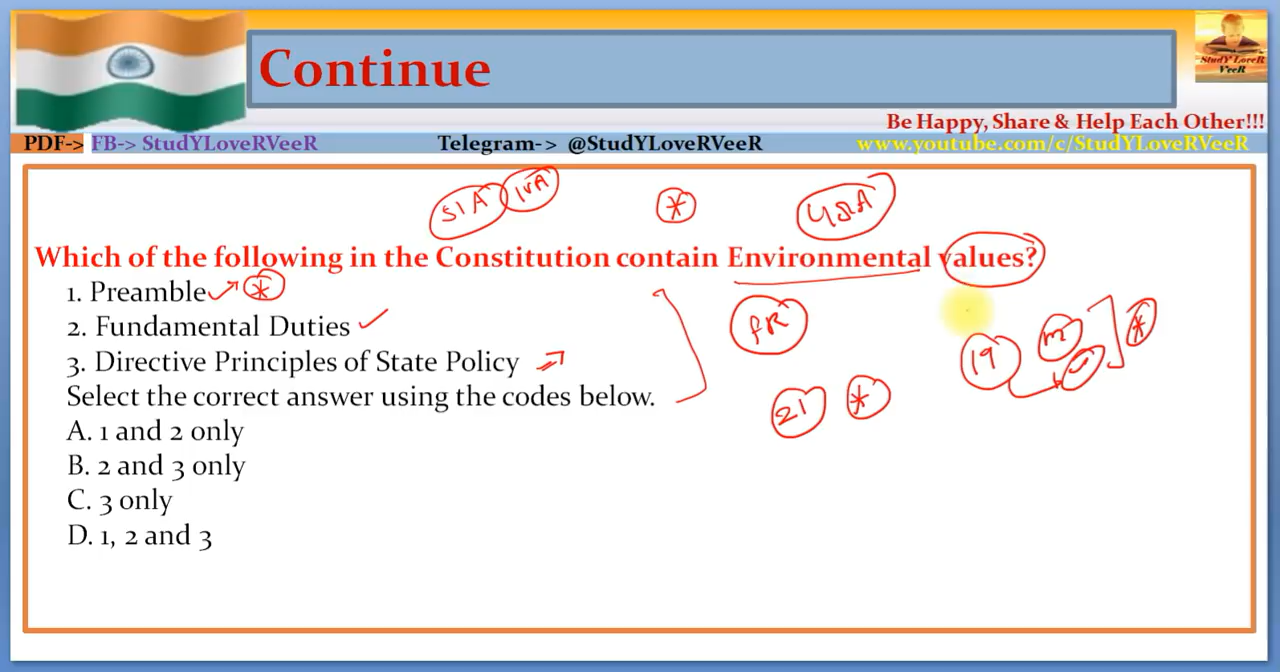 Continue
StudY LoveR
VeeR
Be Happy, Share & Help Each Other!!!
PDF-> FB-> StudYLoveRVeeR Telegram-> @StudYLoveRVeeR www.youtube.com/c/StudYLoveRVeeR
51A IVA * 48A
Which of the following in the Constitution contain Environmental values?
1. Preamble *
2. Fundamental Duties
3. Directive Principles of State Policy
Select the correct answer using the codes below.
A. 1 and 2 only
B. 2 and 3 only
C. 3 only
D. 1, 2 and 3
FR
19 *
21 *